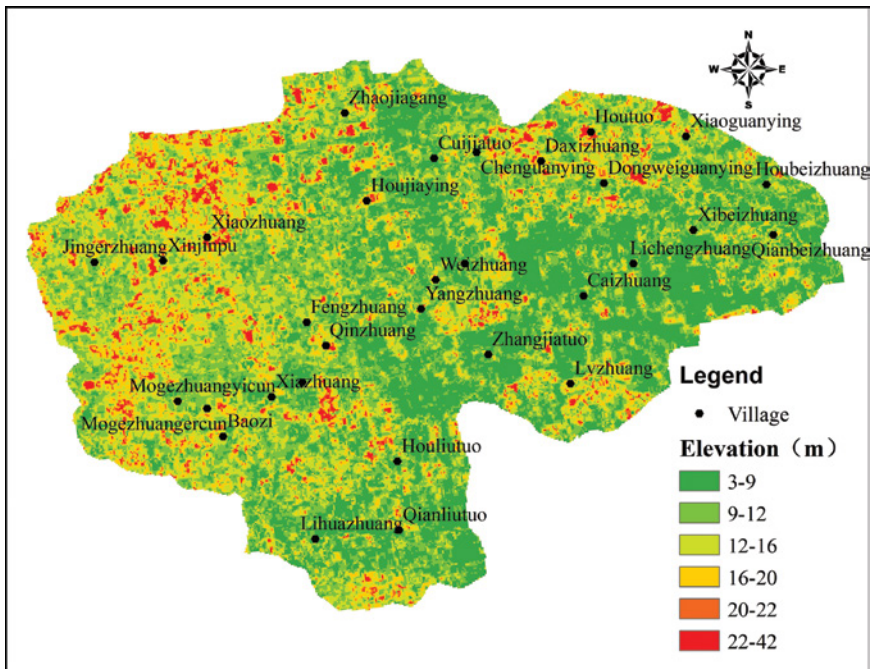 N
W E
S
Zhaojiagang
Houtuo
Xiaoguanying
Cuijiatuo
Daxizhuang
Chenguanying
Dongweiguanying
Houbeizhuang
Houjiaying
Xiaozhuang
Xibeizhuang
Jingerzhuang
Xinjiupu
Lichengzhuang
Qianbeizhuang
Weizhuang
Caizhuang
Yangzhuang
Fengzhuang
Qinzhuang
Zhangjiatuo
Mogezhuangyicun
Xiazhuang
Lvzhuang
Mogezhuangercun
Baozi
Houliutuo
Lihuazhuang
Qianliutuo
Legend
Village
Elevation（m）
3-9
9-12
12-16
16-20
20-22
22-42